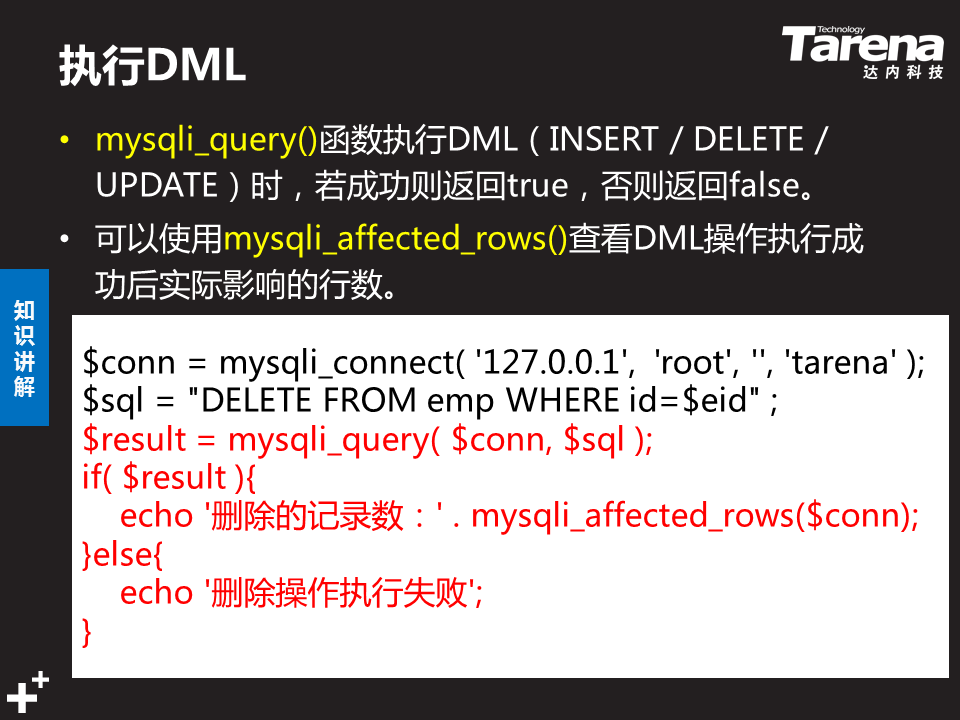 执行DML
Technology
Tarena
达内科技
• mysqli_query()函数执行DML（INSERT / DELETE /
UPDATE）时，若成功则返回true，否则返回false。
• 可以使用mysqli_affected_rows()查看DML操作执行成
功后实际影响的行数。
知
识
讲
解
$conn = mysqli_connect( '127.0.0.1',  'root', '', 'tarena' );
$sql = "DELETE FROM emp WHERE id=$eid" ;
$result = mysqli_query( $conn, $sql );
if( $result ){
    echo '删除的记录数：' . mysqli_affected_rows($conn);
}else{
    echo '删除操作执行失败';
}